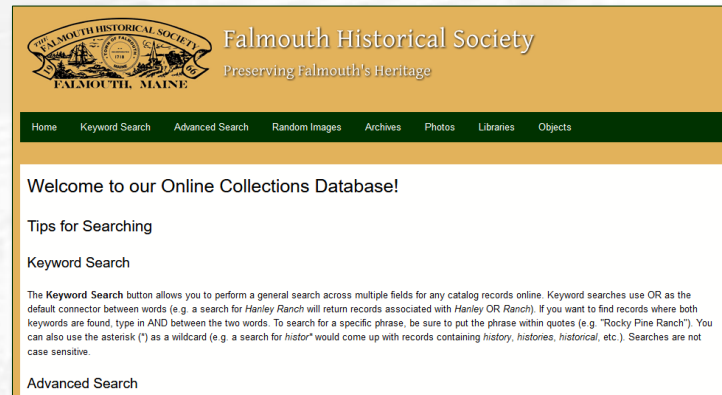 THE FALMOUTH HISTORICAL SOCIETY
TOWN OF FALMOUTH
1718
MAINE
19 66
FALMOUTH, MAINE
Falmouth Historical Society
Preserving Falmouth's Heritage
Home Keyword Search Advanced Search Random Images Archives Photos Libraries Objects
Welcome to our Online Collections Database!
Tips for Searching
Keyword Search
The Keyword Search button allows you to perform a general search across multiple fields for any catalog records online. Keyword searches use OR as the
default connector between words (e.g. a search for Hanley Ranch will return records associated with Hanley OR Ranch). If you want to find records where both
keywords are found, type in AND between the two words. To search for a specific phrase, be sure to put the phrase within quotes (e.g. "Rocky Pine Ranch"). You
can also use the asterisk (*) as a wildcard (e.g. a search for histor* would come up with records containing history, histories, historical, etc.). Searches are not
case sensitive.
Advanced Search